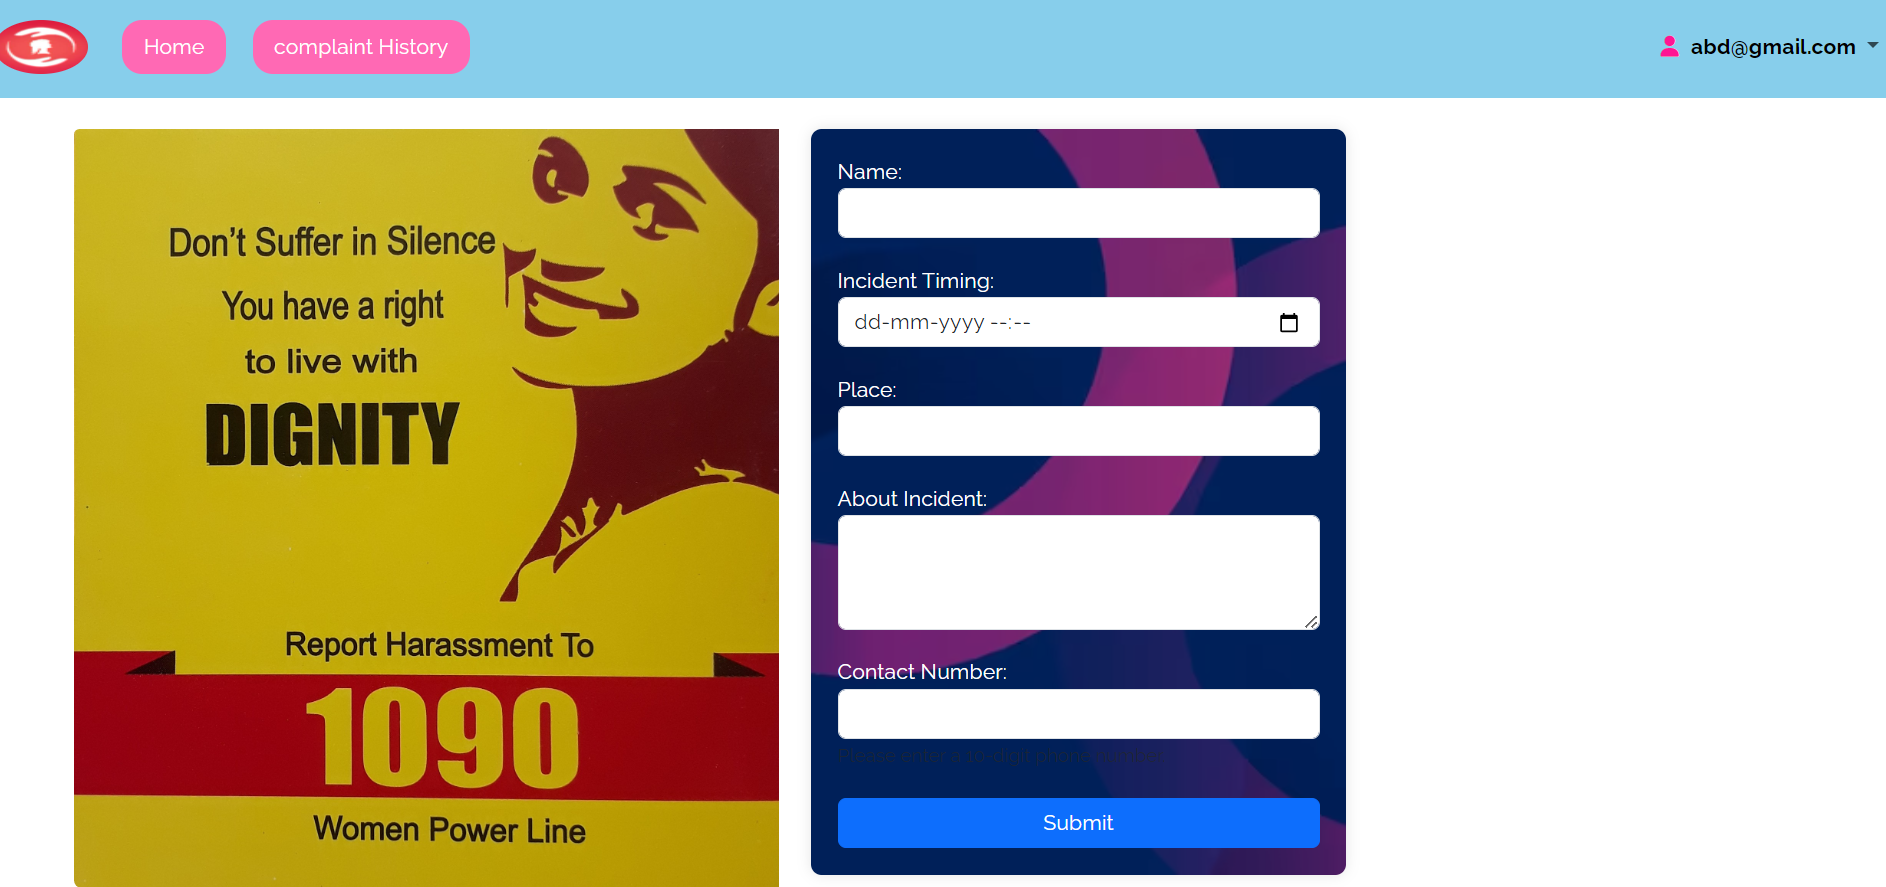 Home
complaint History
abd@gmail.com
Don't Suffer in Silence
You have a right
to live with
DIGNITY
Report Harassment To
1090
Women Power Line
Name:
Incident Timing:
dd-mm-yyyy --:--
Place:
About Incident:
Contact Number:
Please enter a 10-digit phone number.
Submit